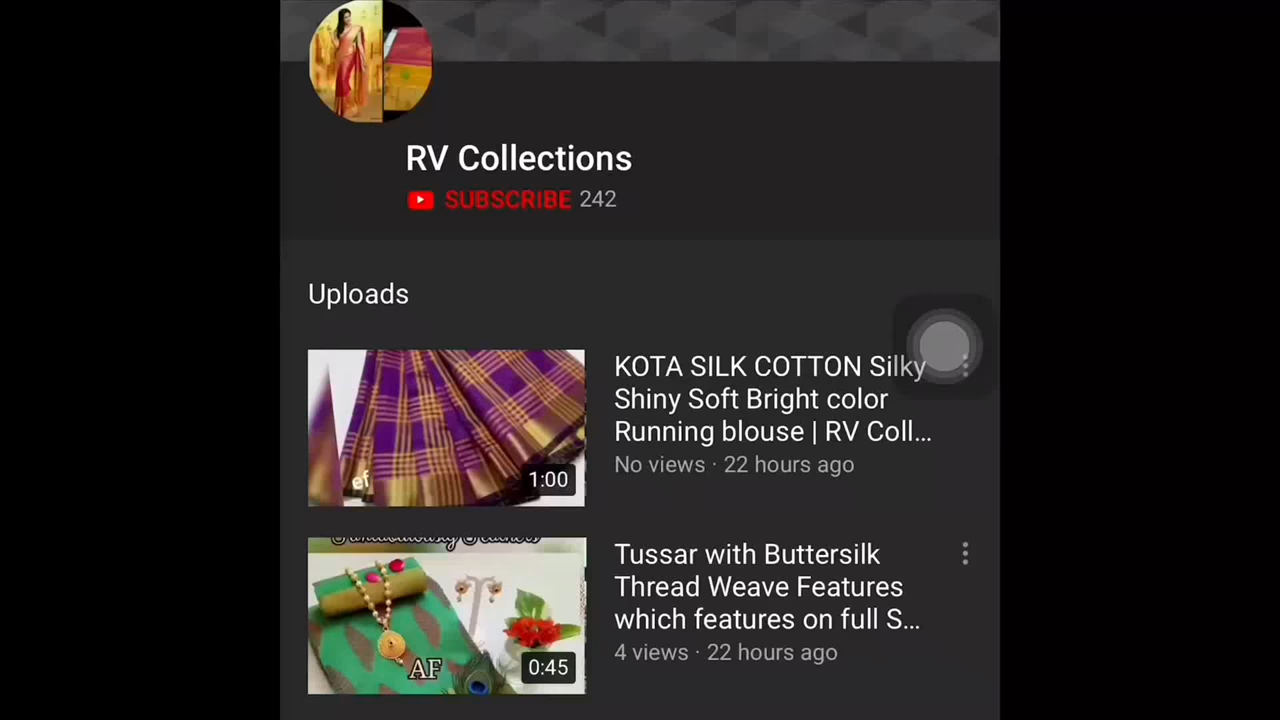 RV Collections
SUBSCRIBE 242
Uploads
KOTA SILK COTTON Silky
Shiny Soft Bright color
Running blouse | RV Coll...
No views · 22 hours ago
ef
1:00
Tussar with Buttersilk
Thread Weave Features
which features on full S...
4 views · 22 hours ago
AF
0:45